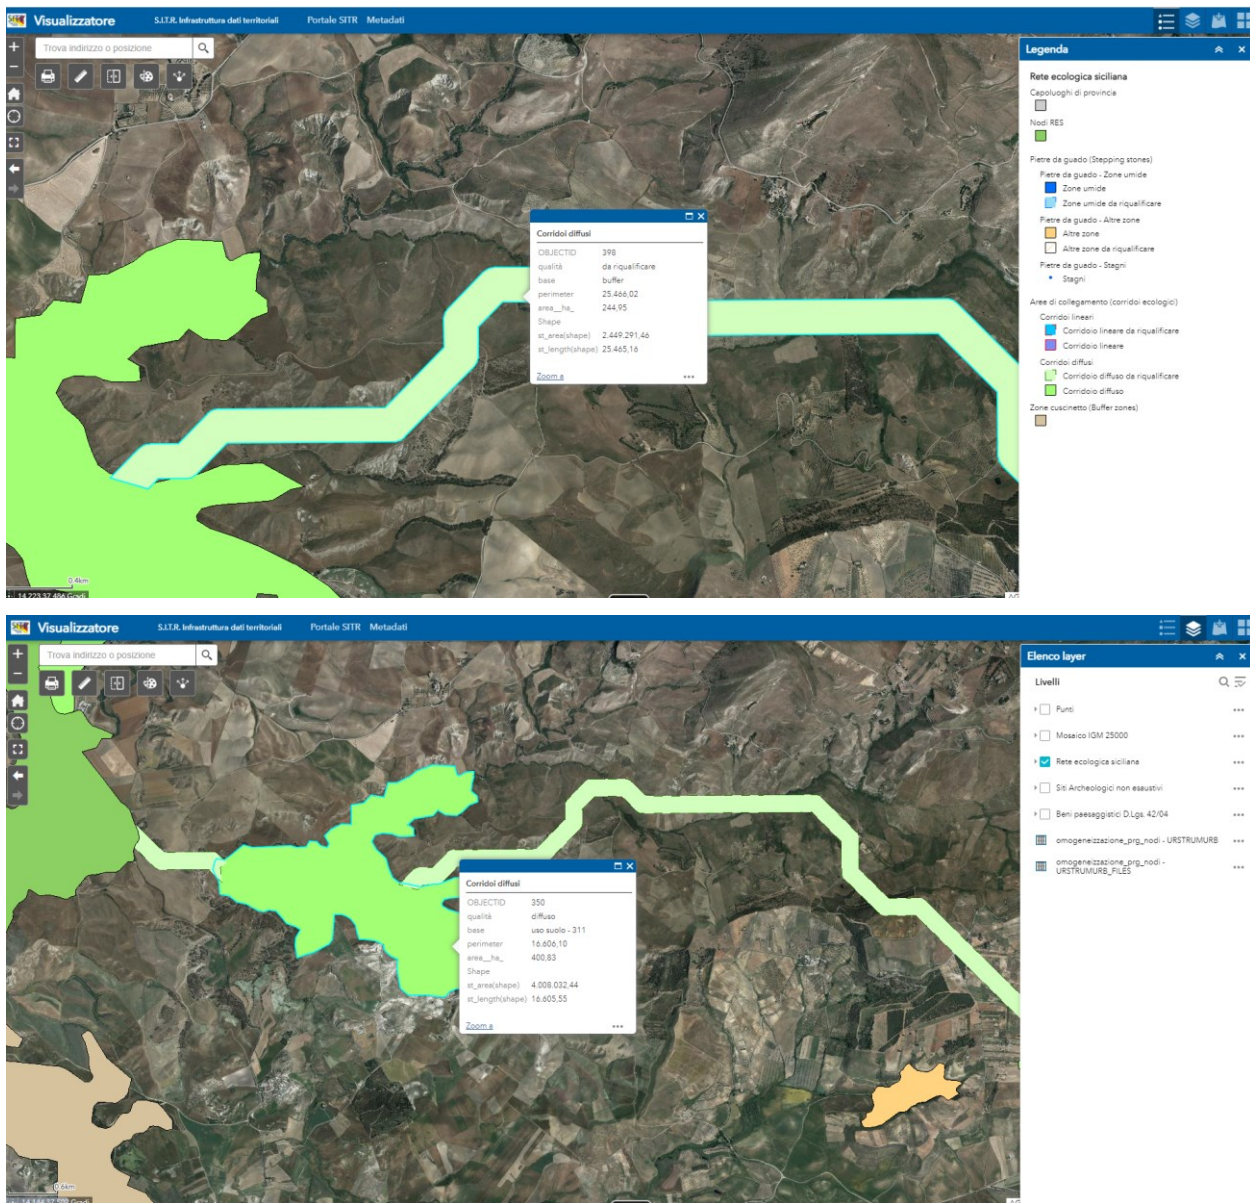 Visualizzatore S.I.T.R. Infrastruttura dati territoriali Portale SITR Metadati
Trova indirizzo o posizione
Legenda
Rete ecologica siciliana
Capoluoghi di provincia
Nodi RES
Pietre da guado (Stepping stones)
Pietre da guado - Zone umide
Zone umide
Zone umide da riqualificare
Pietre da guado - Altre zone
Altre zone
Altre zone da riqualificare
Pietre da guado - Stagni
Stagni
Aree di collegamento (corridoi ecologici)
Corridoi lineari
Corridoio lineare da riqualificare
Corridoio lineare
Corridoi diffusi
Corridoio diffuso da riqualificare
Corridoio diffuso
Zone cuscinetto (Buffer zones)
Corridoi diffusi
OBJECTID 398
qualità da riqualificare
base buffer
perimeter 25.466,02
area__ha_ 244,95
Shape
st_area(shape) 2.449.291,46
st_length(shape) 25.465,16
Zoom a
0.4km
Visualizzatore S.I.T.R. Infrastruttura dati territoriali Portale SITR Metadati
Trova indirizzo o posizione
Elenco layer
Livelli
Punti
Mosaico IGM 25000
Rete ecologica siciliana
Siti Archeologici non esaustivi
Beni paesaggistici D.Lgs. 42/04
omogeneizzazione_prg_nodi - URSTRUMURB
omogeneizzazione_prg_nodi -
URSTRUMURB_FILES
Corridoi diffusi
OBJECTID 350
qualità diffuso
base uso suolo - 311
perimeter 16.606,10
area__ha_ 400,83
Shape
st_area(shape) 4.008.032,44
st_length(shape) 16.605,55
Zoom a
0.6km